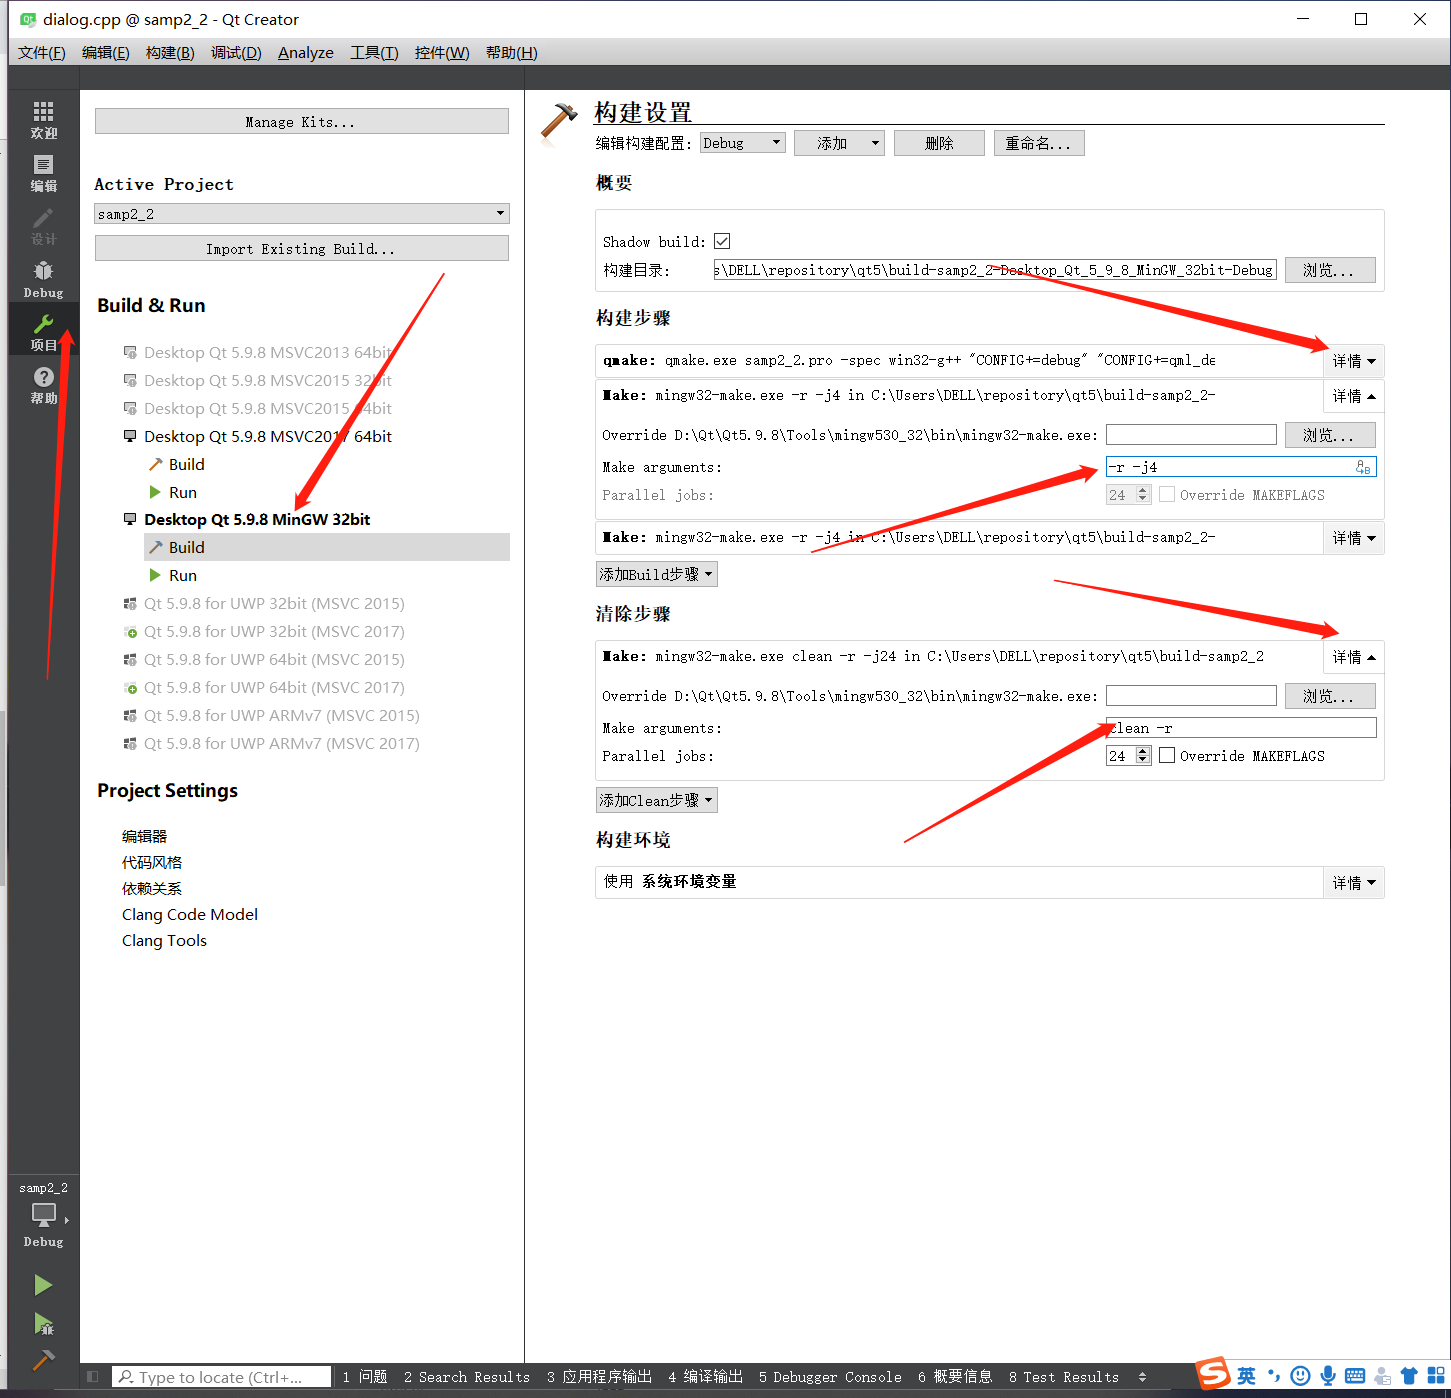 dialog.cpp @ samp2_2 - Qt Creator
文件(F) 编辑(E) 构建(B) 调试(D) Analyze 工具(T) 控件(W) 帮助(H)
欢迎
编辑
设计
Debug
项目
帮助
Manage Kits...
Active Project
samp2_2
Import Existing Build...
Build & Run
Desktop Qt 5.9.8 MSVC2013 64bit
Desktop Qt 5.9.8 MSVC2015 32bit
Desktop Qt 5.9.8 MSVC2015 64bit
Desktop Qt 5.9.8 MSVC2017 64bit
Build
Run
Desktop Qt 5.9.8 MinGW 32bit
Build
Run
Qt 5.9.8 for UWP 32bit (MSVC 2015)
Qt 5.9.8 for UWP 32bit (MSVC 2017)
Qt 5.9.8 for UWP 64bit (MSVC 2015)
Qt 5.9.8 for UWP 64bit (MSVC 2017)
Qt 5.9.8 for UWP ARMv7 (MSVC 2015)
Qt 5.9.8 for UWP ARMv7 (MSVC 2017)
Project Settings
编辑器
代码风格
依赖关系
Clang Code Model
Clang Tools
构建设置
编辑构建配置: Debug 添加 删除 重命名...
概要
Shadow build:
构建目录: s\DELL\repository\qt5\build-samp2_2-Desktop_Qt_5_9_8_MinGW_32bit-Debug 浏览...
构建步骤
qmake: qmake.exe samp2_2.pro -spec win32-g++ "CONFIG+=debug" "CONFIG+=qml_de 详情
Make: mingw32-make.exe -r -j4 in C:\Users\DELL\repository\qt5\build-samp2_2- 详情
Override D:\Qt\Qt5.9.8\Tools\mingw530_32\bin\mingw32-make.exe: 浏览...
Make arguments: -r -j4
Parallel jobs: 24 Override MAKEFLAGS
Make: mingw32-make.exe -r -j4 in C:\Users\DELL\repository\qt5\build-samp2_2- 详情
添加Build步骤
清除步骤
Make: mingw32-make.exe clean -r -j24 in C:\Users\DELL\repository\qt5\build-samp2_2 详情
Override D:\Qt\Qt5.9.8\Tools\mingw530_32\bin\mingw32-make.exe: 浏览...
Make arguments: clean -r
Parallel jobs: 24 Override MAKEFLAGS
添加Clean步骤
构建环境
使用 系统环境变量 详情
samp2_2
Debug
Type to locate (Ctrl+... 1 问题 2 Search Results 3 应用程序输出 4 编译输出 5 Debugger Console 6 概要信息 8 Test Results
英